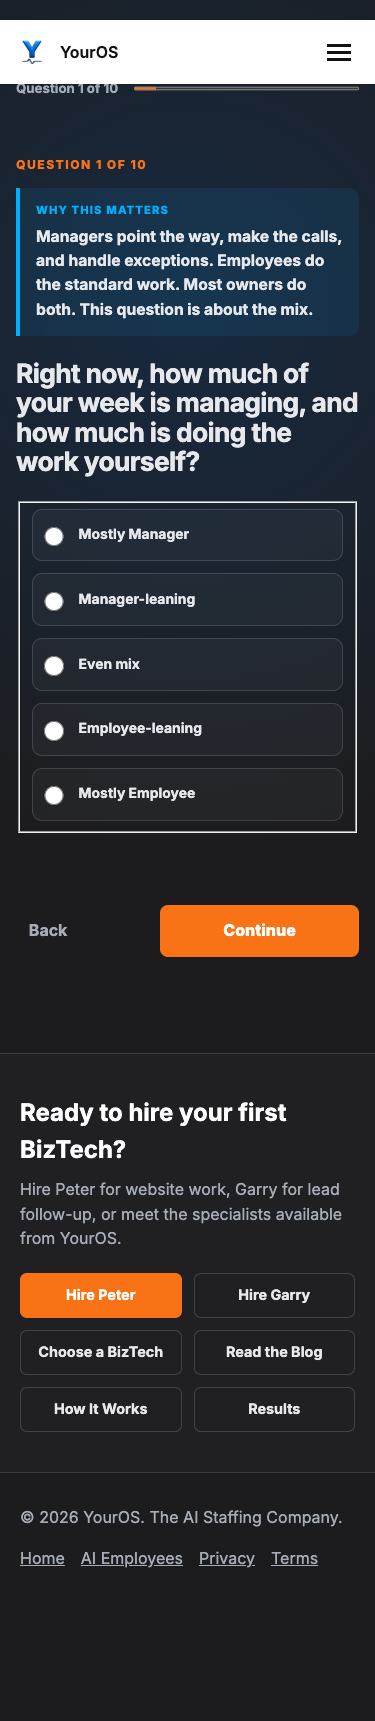 YourOS
Question 1 of 10
QUESTION 1 OF 10
WHY THIS MATTERS
Managers point the way, make the calls,
and handle exceptions. Employees do
the standard work. Most owners do
both. This question is about the mix.
Right now, how much of
your week is managing, and
how much is doing the
work yourself?
Mostly Manager
Manager-leaning
Even mix
Employee-leaning
Mostly Employee
Back
Continue
Ready to hire your first
BizTech?
Hire Peter for website work, Garry for lead
follow-up, or meet the specialists available
from YourOS.
Hire Peter
Hire Garry
Choose a BizTech
Read the Blog
How It Works
Results
© 2026 YourOS. The AI Staffing Company.
Home AI Employees Privacy Terms